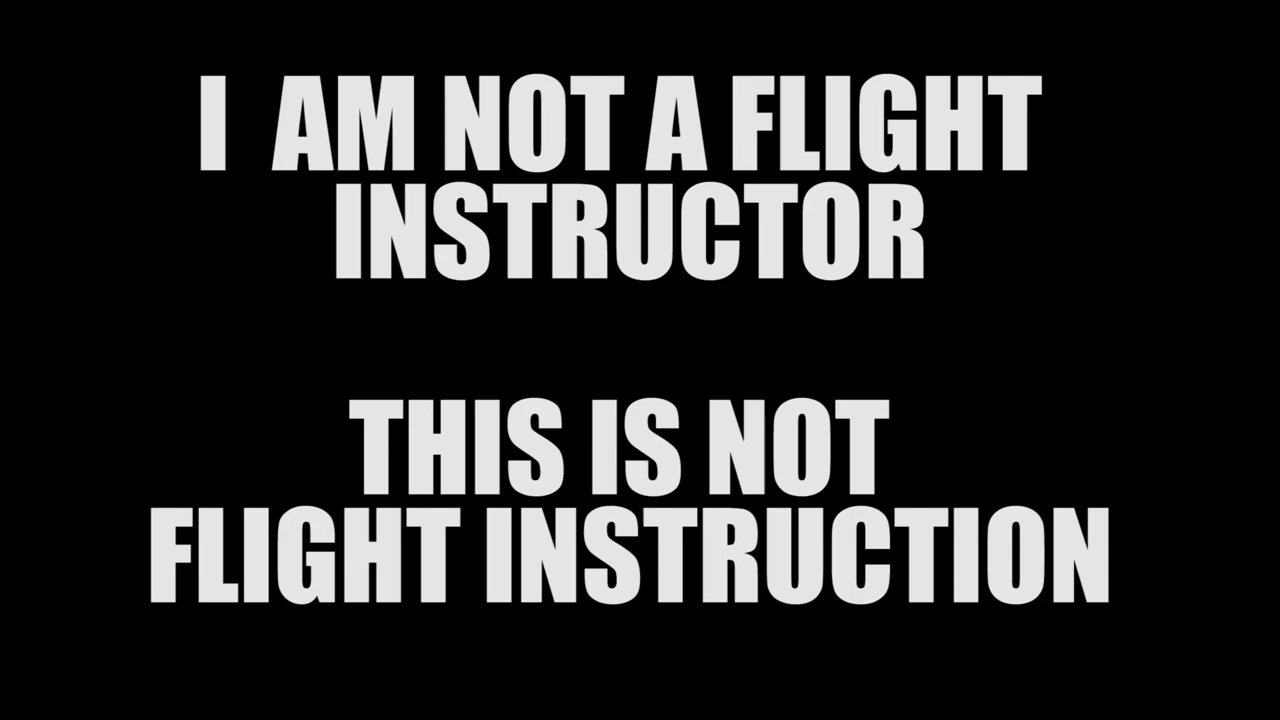 I AM NOT A FLIGHT
INSTRUCTOR
THIS IS NOT
FLIGHT INSTRUCTION